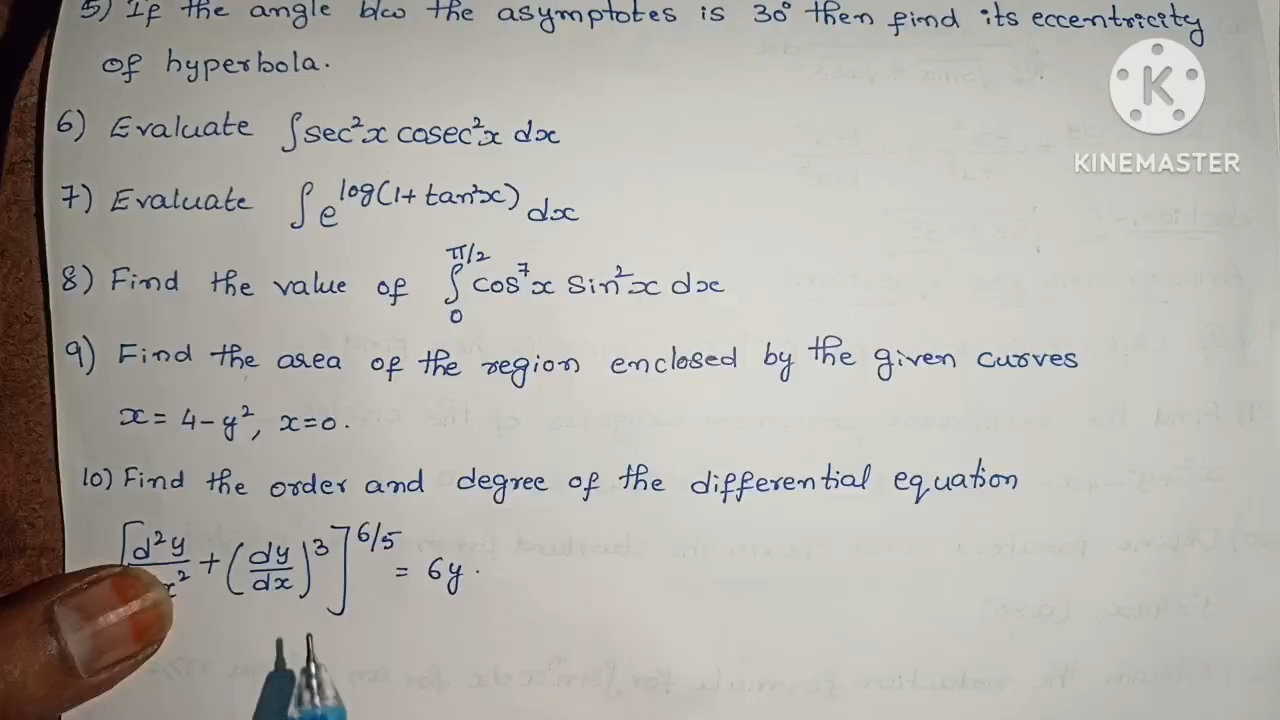 5) If the angle b/w the asymptotes is 30° then find its eccentricity
of hyperbola.
K
KINEMASTER
6) Evaluate ∫sec²x cosec²x dx
7) Evaluate ∫e^log(1+tan²x) dx
8) Find the value of ∫₀^π/2 cos⁷x Sin²x dx
9) Find the area of the region enclosed by the given curves
x = 4-y², x=0.
10) Find the order and degree of the differential equation
[d²y/x² + (dy/dx)³]^6/5 = 6y.